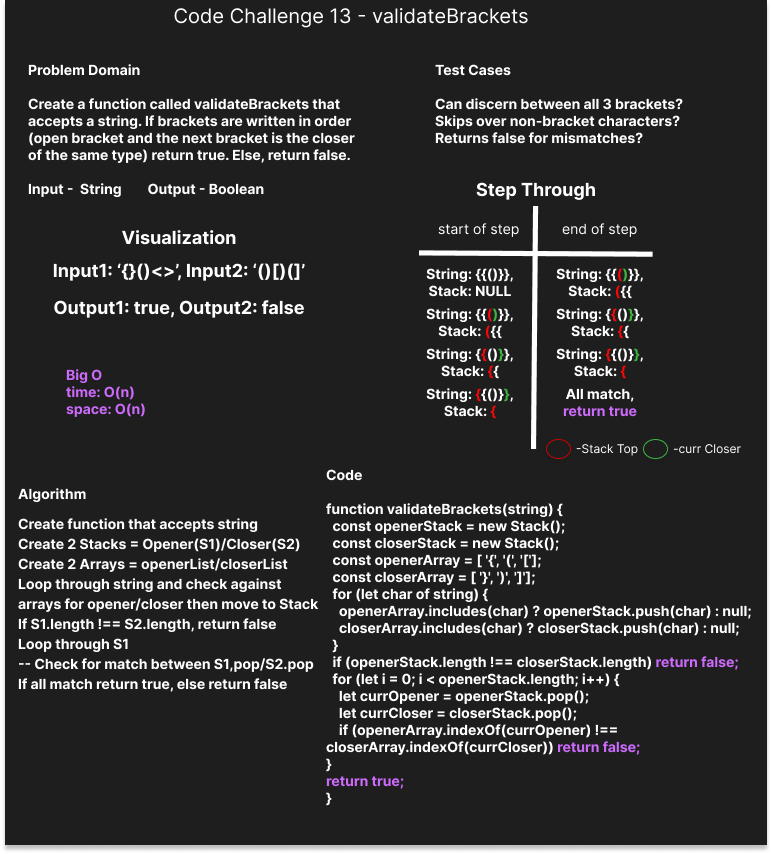 Code Challenge 13 - validateBrackets
Problem Domain
Create a function called validateBrackets that
accepts a string. If brackets are written in order
(open bracket and the next bracket is the closer
of the same type) return true. Else, return false.
Input - String Output - Boolean
Test Cases
Can discern between all 3 brackets?
Skips over non-bracket characters?
Returns false for mismatches?
Visualization
Input1: ‘{}()<>’, Input2: ‘()[)(]’
Output1: true, Output2: false
Big O
time: O(n)
space: O(n)
Step Through
start of step
end of step
String: {{()}},
Stack: NULL
String: {{()}},
Stack: ({{
String: {{()}},
Stack: ({{
String: {{()}},
Stack: {{
String: {{()}},
Stack: {{
String: {{()}},
Stack: {
String: {{()}},
Stack: {
All match,
return true
-Stack Top
-curr Closer
Algorithm
Create function that accepts string
Create 2 Stacks = Opener(S1)/Closer(S2)
Create 2 Arrays = openerList/closerList
Loop through string and check against
arrays for opener/closer then move to Stack
If S1.length !== S2.length, return false
Loop through S1
-- Check for match between S1,pop/S2.pop
If all match return true, else return false
Code
function validateBrackets(string) {
const openerStack = new Stack();
const closerStack = new Stack();
const openerArray = [ '{', '(', '['];
const closerArray = [ '}', ')', ']'];
for (let char of string) {
openerArray.includes(char) ? openerStack.push(char) : null;
closerArray.includes(char) ? closerStack.push(char) : null;
}
if (openerStack.length !== closerStack.length) return false;
for (let i = 0; i < openerStack.length; i++) {
let currOpener = openerStack.pop();
let currCloser = closerStack.pop();
if (openerArray.indexOf(currOpener) !==
closerArray.indexOf(currCloser)) return false;
}
return true;
}